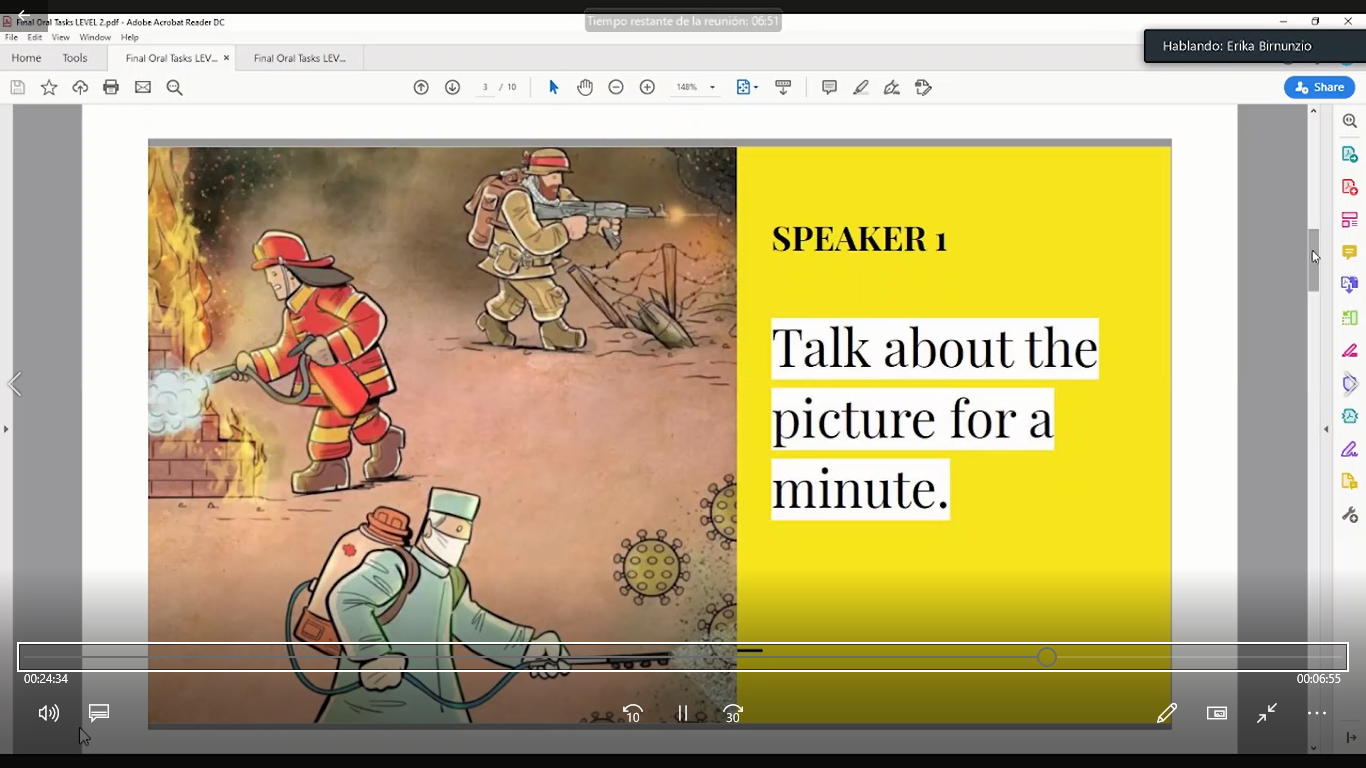 Final Oral Tasks LEVEL 2.pdf - Adobe Acrobat Reader DC
Tiempo restante de la reunión: 06:51
File Edit View Window Help
Hablando: Erika Birnunzio
Home Tools Final Oral Tasks LEV... × Final Oral Tasks LEV...
3 / 10 148% Share
SPEAKER 1
Talk about the
picture for a
minute.
00:24:34 00:06:55
10 30